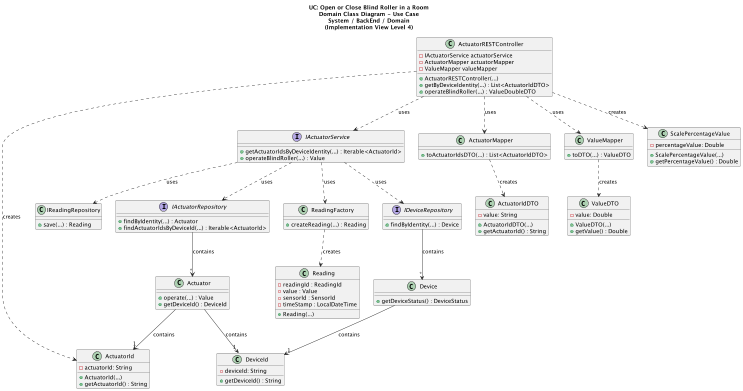 UC: Open or Close Blind Roller in a Room
Domain Class Diagram - Use Case
System / BackEnd / Domain
(Implementation View Level 4)
C ActuatorRESTController
IActuatorService actuatorService
ActuatorMapper actuatorMapper
ValueMapper valueMapper
ActuatorRESTController(...)
getByDeviceIdentity(...) : List<ActuatorIDTO>
operateBlindRoller(...) : ValueDoubleDTO
uses
uses
uses
creates
I IActuatorService
getActuatorIdsByDeviceIdentity(...) : Iterable<ActuatorId>
operateBlindRoller(...) : Value
C ActuatorMapper
toActuatorIdsDTO(...) : List<ActuatorIDTO>
C ValueMapper
toDTO(...) : ValueDTO
C ScalePercentageValue
percentageValue: Double
ScalePercentageValue(...)
getPercentageValue() : Double
uses
uses
uses
uses
creates
creates
creates
C IReadingRepository
save(...) : Reading
I IActuatorRepository
findByIdentity(...) : Actuator
findActuatorIdsByDeviceId(...) : Iterable<ActuatorId>
C ReadingFactory
createReading(...) : Reading
I IDeviceRepository
findByIdentity(...) : Device
C ActuatorIDTO
value: String
ActuatorIDTO(...)
getActuatorId() : String
C ValueDTO
value: Double
ValueDTO(...)
getValue() : Double
contains
creates
contains
C Actuator
operate(...) : Value
getDeviceId() : DeviceId
C Reading
readingId : ReadingId
value : Value
sensorId : SensorId
timeStamp : LocalDateTime
Reading(...)
C Device
getDeviceStatus() : DeviceStatus
contains
contains
contains
1
1
1
C ActuatorId
actuatorId: String
ActuatorId(...)
getActuatorId() : String
C DeviceId
deviceId: String
getDeviceId() : String